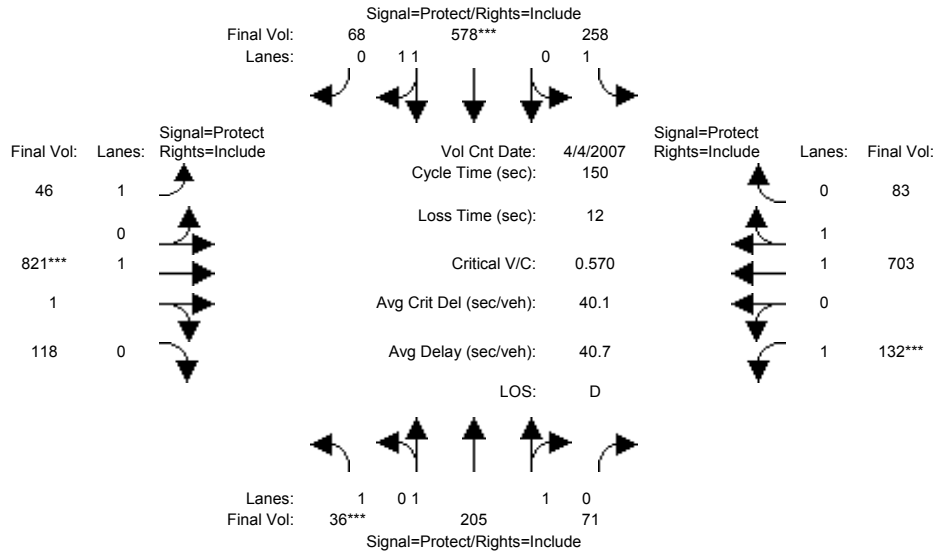 Signal=Protect/Rights=Include
Final Vol: 68 578*** 258
Lanes: 0 1 1 0 1
Signal=Protect
Final Vol: Lanes: Rights=Include
Vol Cnt Date: 4/4/2007
Signal=Protect
Rights=Include Lanes: Final Vol:
Cycle Time (sec): 150
46 1
0 83
Loss Time (sec): 12
0
1
821*** 1
Critical V/C: 0.570
1 703
1
Avg Crit Del (sec/veh): 40.1
0
118 0
Avg Delay (sec/veh): 40.7
1 132***
LOS: D
Lanes: 1 0 1 1 0
Final Vol: 36*** 205 71
Signal=Protect/Rights=Include